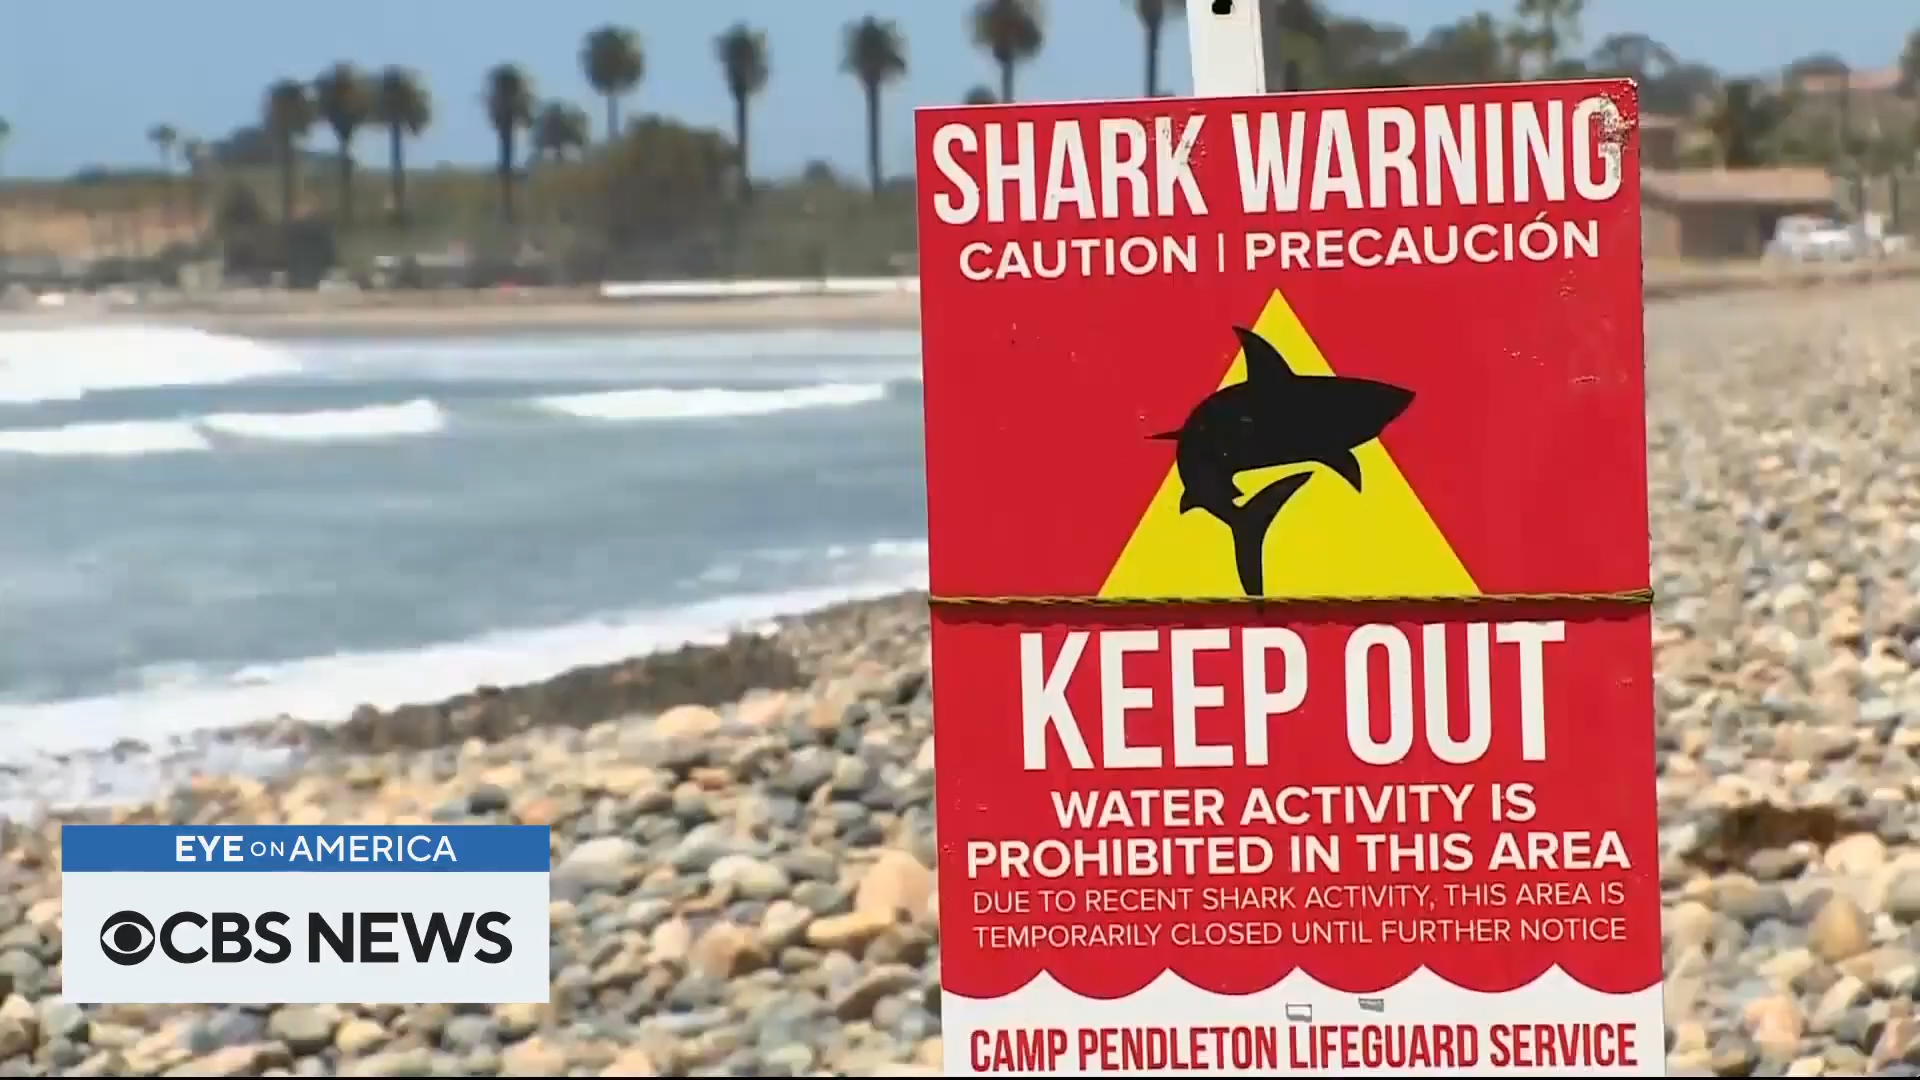 SHARK WARNING
CAUTION | PRECAUCIÓN
KEEP OUT
WATER ACTIVITY IS
PROHIBITED IN THIS AREA
DUE TO RECENT SHARK ACTIVITY, THIS AREA IS
TEMPORARILY CLOSED UNTIL FURTHER NOTICE
CAMP PENDLETON LIFEGUARD SERVICE
EYE ON AMERICA
CBS NEWS